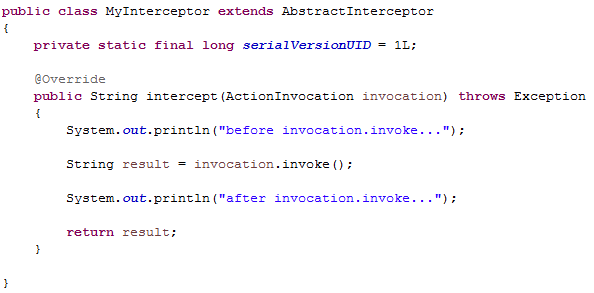 public class MyInterceptor extends AbstractInterceptor
{
    private static final long serialVersionUID = 1L;
    @Override
    public String intercept(ActionInvocation invocation) throws Exception
    {
        System.out.println("before invocation.invoke...");
        String result = invocation.invoke();
        System.out.println("after invocation.invoke...");
        return result;
    }
}